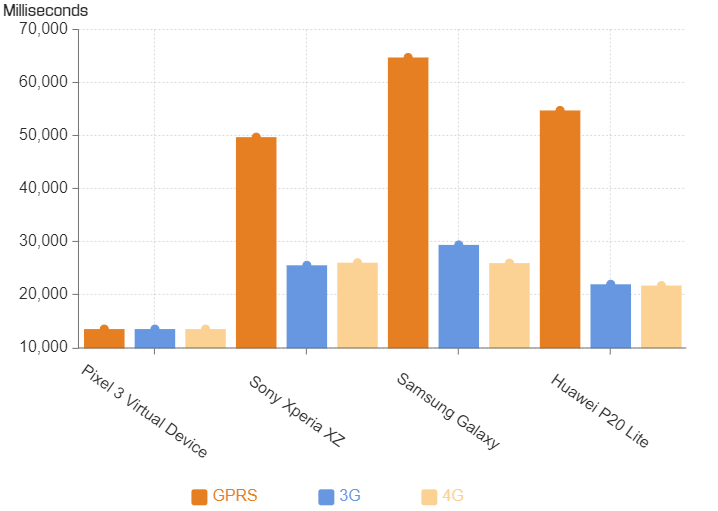 Milliseconds
70,000
60,000
50,000
40,000
30,000
20,000
10,000
Pixel 3 Virtual Device
Sony Xperia XZ
Samsung Galaxy
Huawei P20 Lite
GPRS
3G
4G